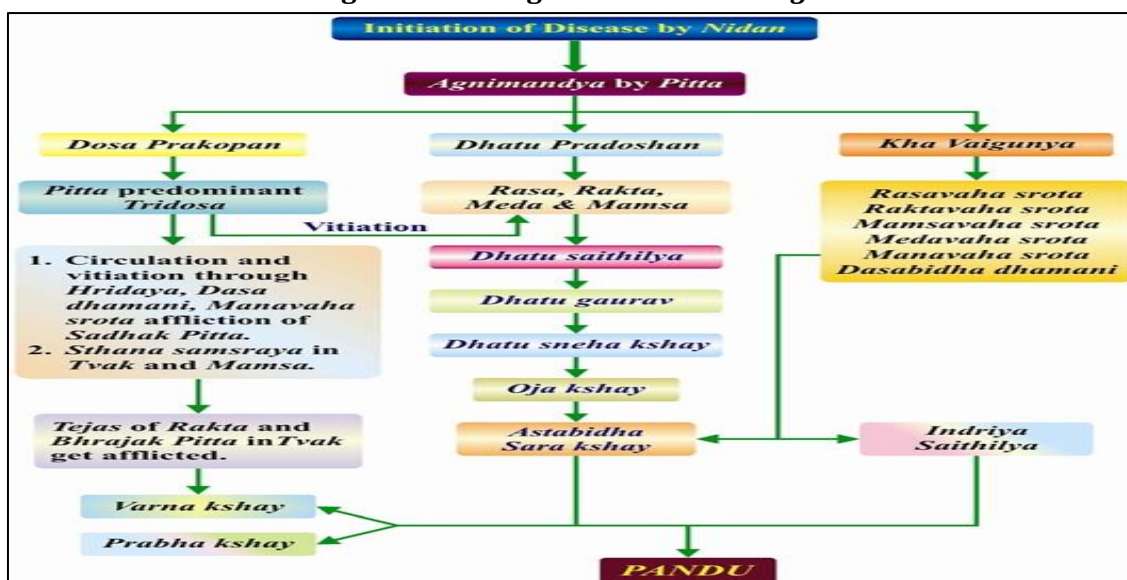 Initiation of Disease by Nidan
Agnimandya by Pitta
Dosa Prakopan
Dhatu Pradoshan
Kha Vaigunya
Pitta predominant
Tridosa
Vitiation
Rasa, Rakta,
Meda & Mamsa
Rasavaha srota
Raktavaha srota
Mamsavaha srota
Medavaha srota
Manavaha srota
Dasabidha dhamani
1. Circulation and
vitiation through
Hridaya, Dasa
dhamani, Manavaha
srota affliction of
Sadhak Pitta.
2. Sthana samsraya in
Tvak and Mamsa.
Dhatu saithilya
Dhatu gaurav
Dhatu sneha kshay
Oja kshay
Tejas of Rakta and
Bhrajak Pitta in Tvak
get afflicted.
Astabidha
Sara kshay
Indriya
Saithilya
Varna kshay
Prabha kshay
PANDU